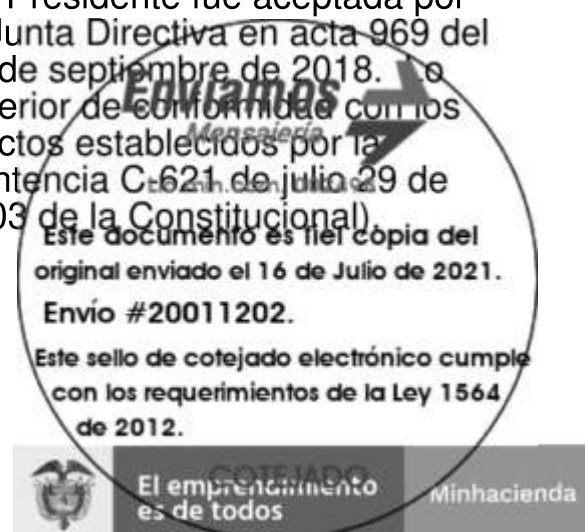 Presidente fue aceptada por
Junta Directiva en acta 969 del
de septiembre de 2018. Lo
erior de conformidad con los
ctos establecidos por la
ntencia C-621 de julio 29 de
03 de la Constitucional)
Envíamos
Mensajería
Este documento es fiel copia del
original enviado el 16 de Julio de 2021.
Envío #20011202.
Este sello de cotejado electrónico cumple
con los requerimientos de la Ley 1564
de 2012.
COTEJADO
El emprendimiento
es de todos
Minhacienda